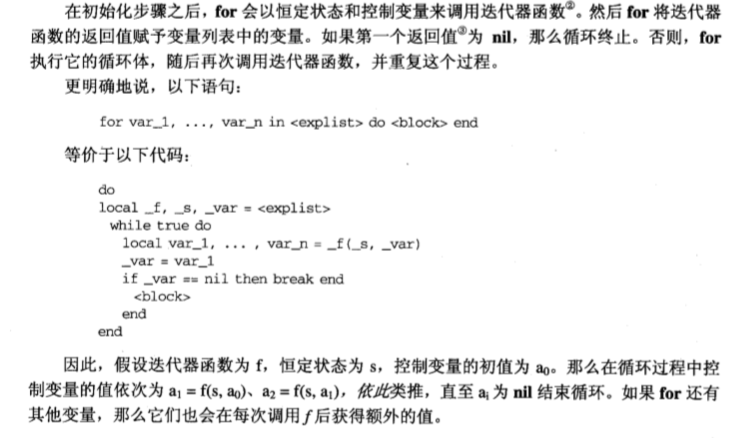 在初始化步骤之后，for 会以恒定状态和控制变量来调用迭代器函数②。然后 for 将迭代器
函数的返回值赋予变量列表中的变量。如果第一个返回值③为 nil，那么循环终止。否则，for
执行它的循环体，随后再次调用迭代器函数，并重复这个过程。
更明确地说，以下语句：
for var_1, ..., var_n in <explist> do <block> end
等价于以下代码：
do
local _f, _s, _var = <explist>
while true do
local var_1, ... , var_n = _f(_s, _var)
_var = var_1
if _var == nil then break end
<block>
end
end
因此，假设迭代器函数为 f，恒定状态为 s，控制变量的初值为 a₀。那么在循环过程中控
制变量的值依次为 a₁ = f(s, a₀)、a₂ = f(s, a₁)，依此类推，直至 aᵢ 为 nil 结束循环。如果 for 还有
其他变量，那么它们也会在每次调用 f 后获得额外的值。